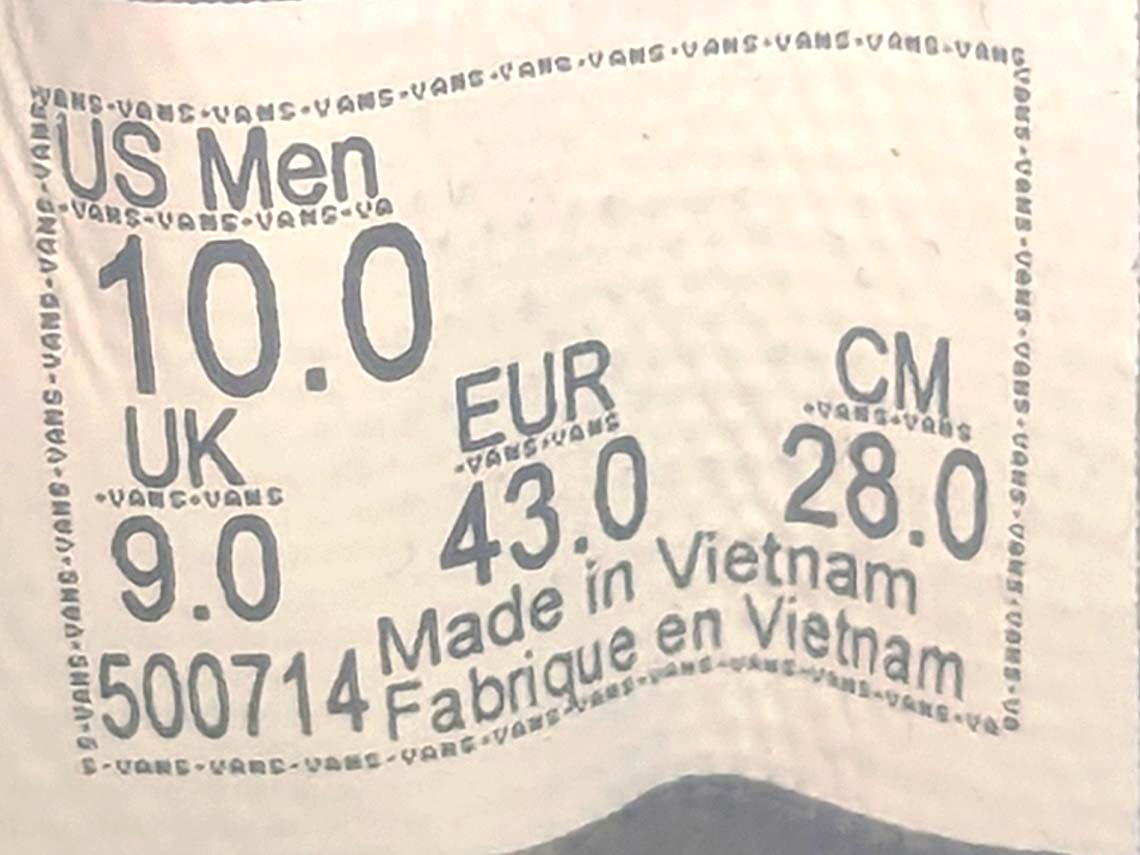 VANS-VANS-VANS-VANS-VANS-VANS-VANS-VANS-VANS-VANS-VANS
US Men
S-VANS-VANS-VANS-VA
10.0
UK
-VANS-VANS
9.0
EUR
-VANS-VANS
43.0
CM
-VANS-VANS
28.0
500714
Made in Vietnam
Fabrique en Vietnam
S-VANS-VANS-VANS-VANS-VANS-VANS-VANS-VANS-VANS-VA